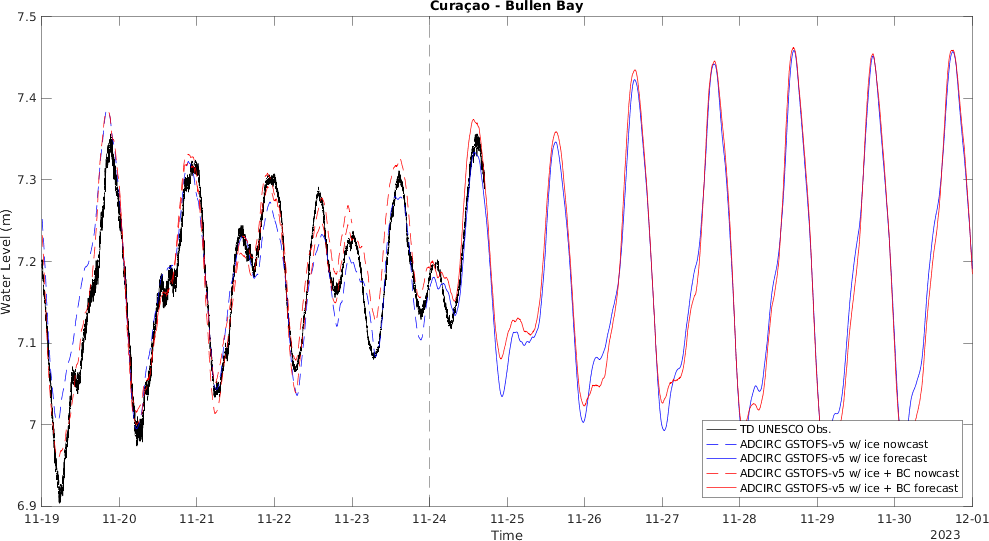 Curaçao - Bullen Bay
7.5
7.4
7.3
7.2
7.1
7
6.9
Water Level (m)
11-19 11-20 11-21 11-22 11-23 11-24 11-25 11-26 11-27 11-28 11-29 11-30 12-01
Time
2023
TD UNESCO Obs.
ADCIRC GSTOFS-v5 w/ ice nowcast
ADCIRC GSTOFS-v5 w/ ice forecast
ADCIRC GSTOFS-v5 w/ ice + BC nowcast
ADCIRC GSTOFS-v5 w/ ice + BC forecast